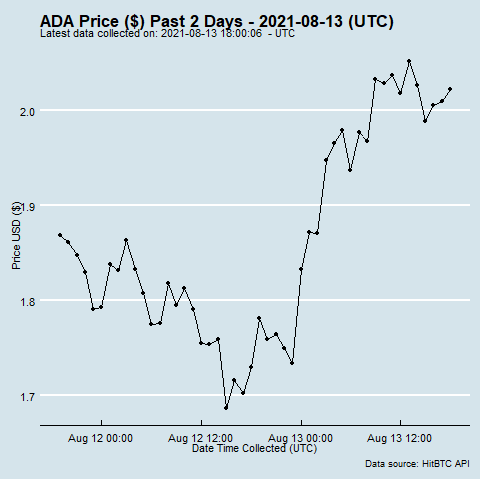 ADA Price ($) Past 2 Days - 2021-08-13 (UTC)
Latest data collected on: 2021-08-13 18:00:06 - UTC
Price USD ($)
2.0
1.9
1.8
1.7
Aug 12 00:00 Aug 12 12:00 Aug 13 00:00 Aug 13 12:00
Date Time Collected (UTC)
Data source: HitBTC API